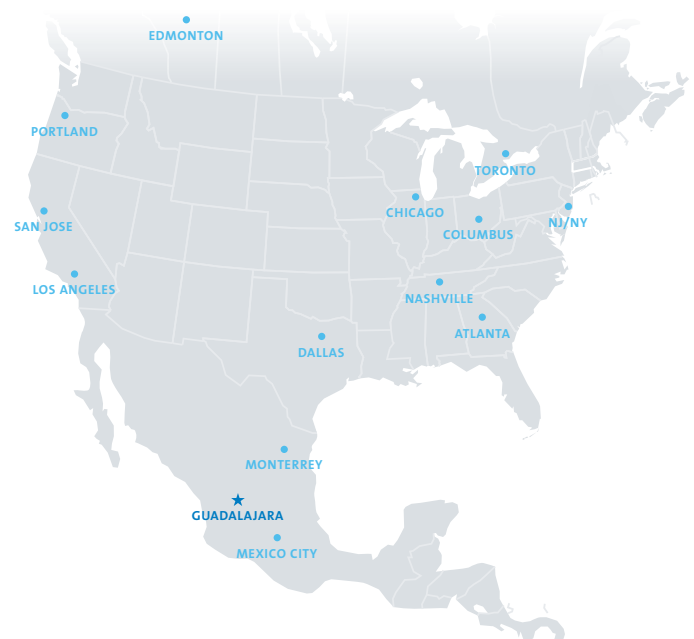 EDMONTON
PORTLAND
TORONTO
CHICAGO
SAN JOSE
NJ/NY
COLUMBUS
LOS ANGELES
NASHVILLE
ATLANTA
DALLAS
MONTERREY
GUADALAJARA
MEXICO CITY